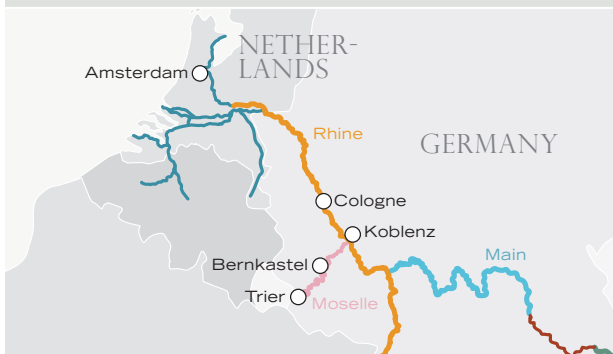 NETHER-
LANDS
Amsterdam
Rhine
GERMANY
Cologne
Koblenz
Main
Bernkastel
Trier
Moselle